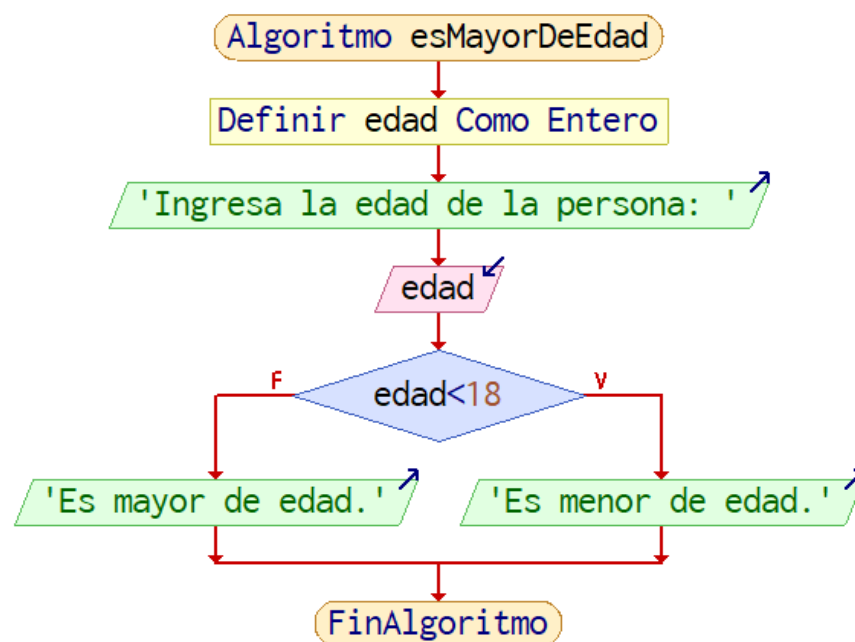 Algoritmo esMayorDeEdad
Definir edad Como Entero
'Ingresa la edad de la persona: '
edad
F
edad<18
V
'Es mayor de edad.'
'Es menor de edad.'
FinAlgoritmo